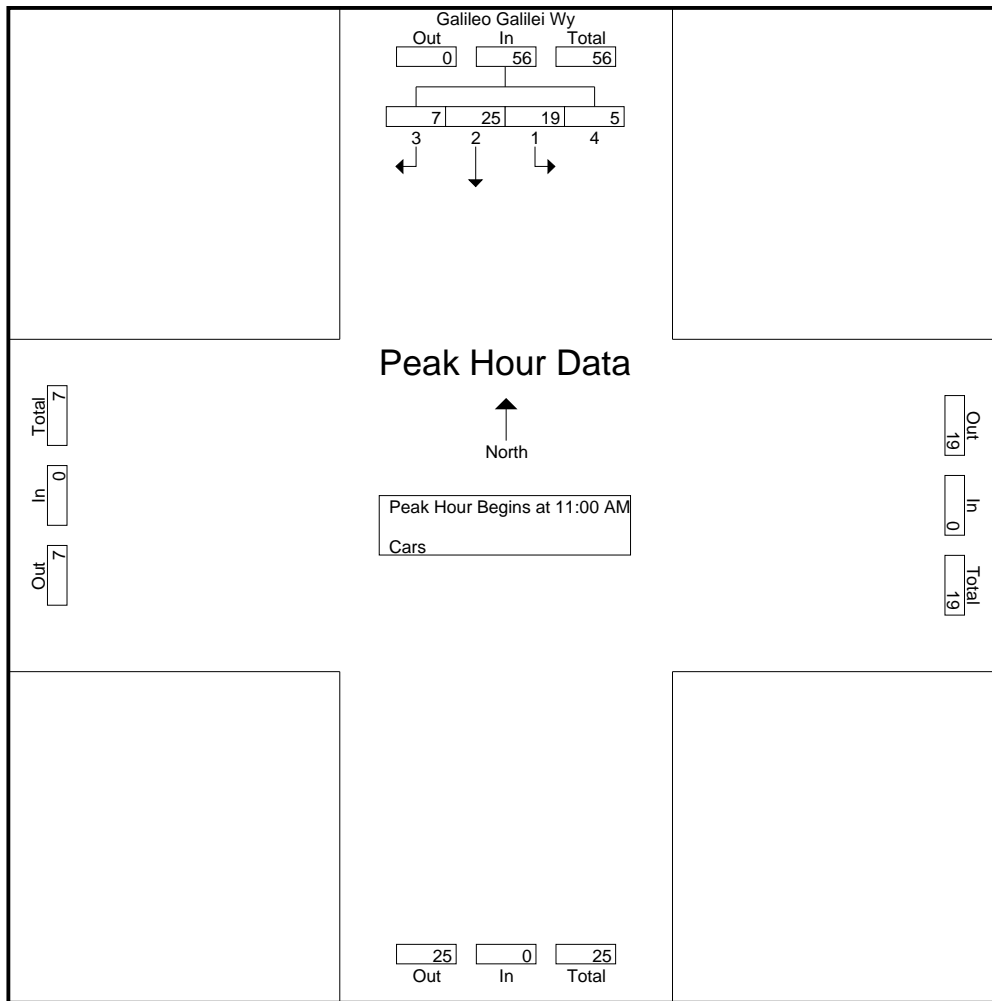 Galileo Galilei Wy
Out In Total
0 56 56
7 25 19 5
3 2 1 4
Peak Hour Data
North
Peak Hour Begins at 11:00 AM
Cars
Total 7
In 0
Out 7
Out 19
In 0
Total 19
25 0 25
Out In Total